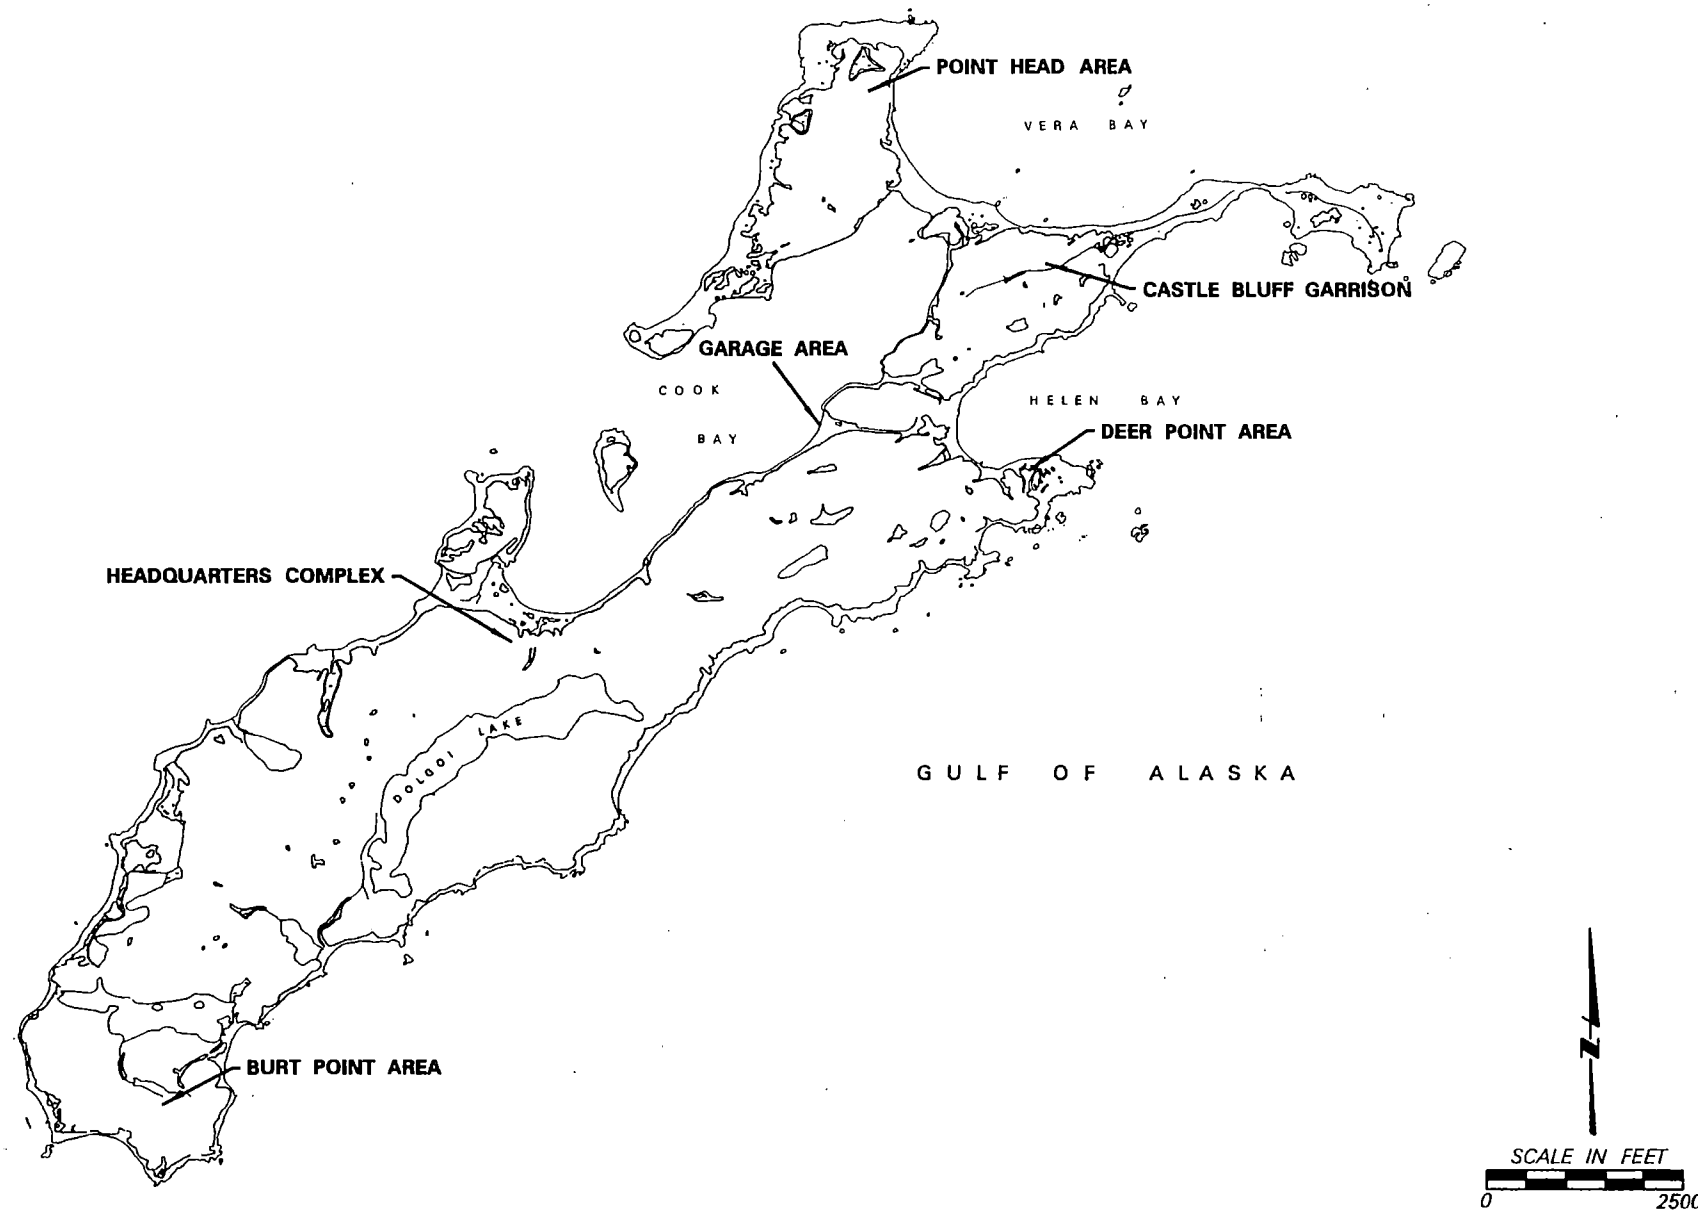 POINT HEAD AREA
VERA BAY
CASTLE BLUFF GARRISON
GARAGE AREA
COOK
BAY
HELEN BAY
DEER POINT AREA
HEADQUARTERS COMPLEX
DOLGOI LAKE
GULF OF ALASKA
BURT POINT AREA
N
SCALE IN FEET
0 2500